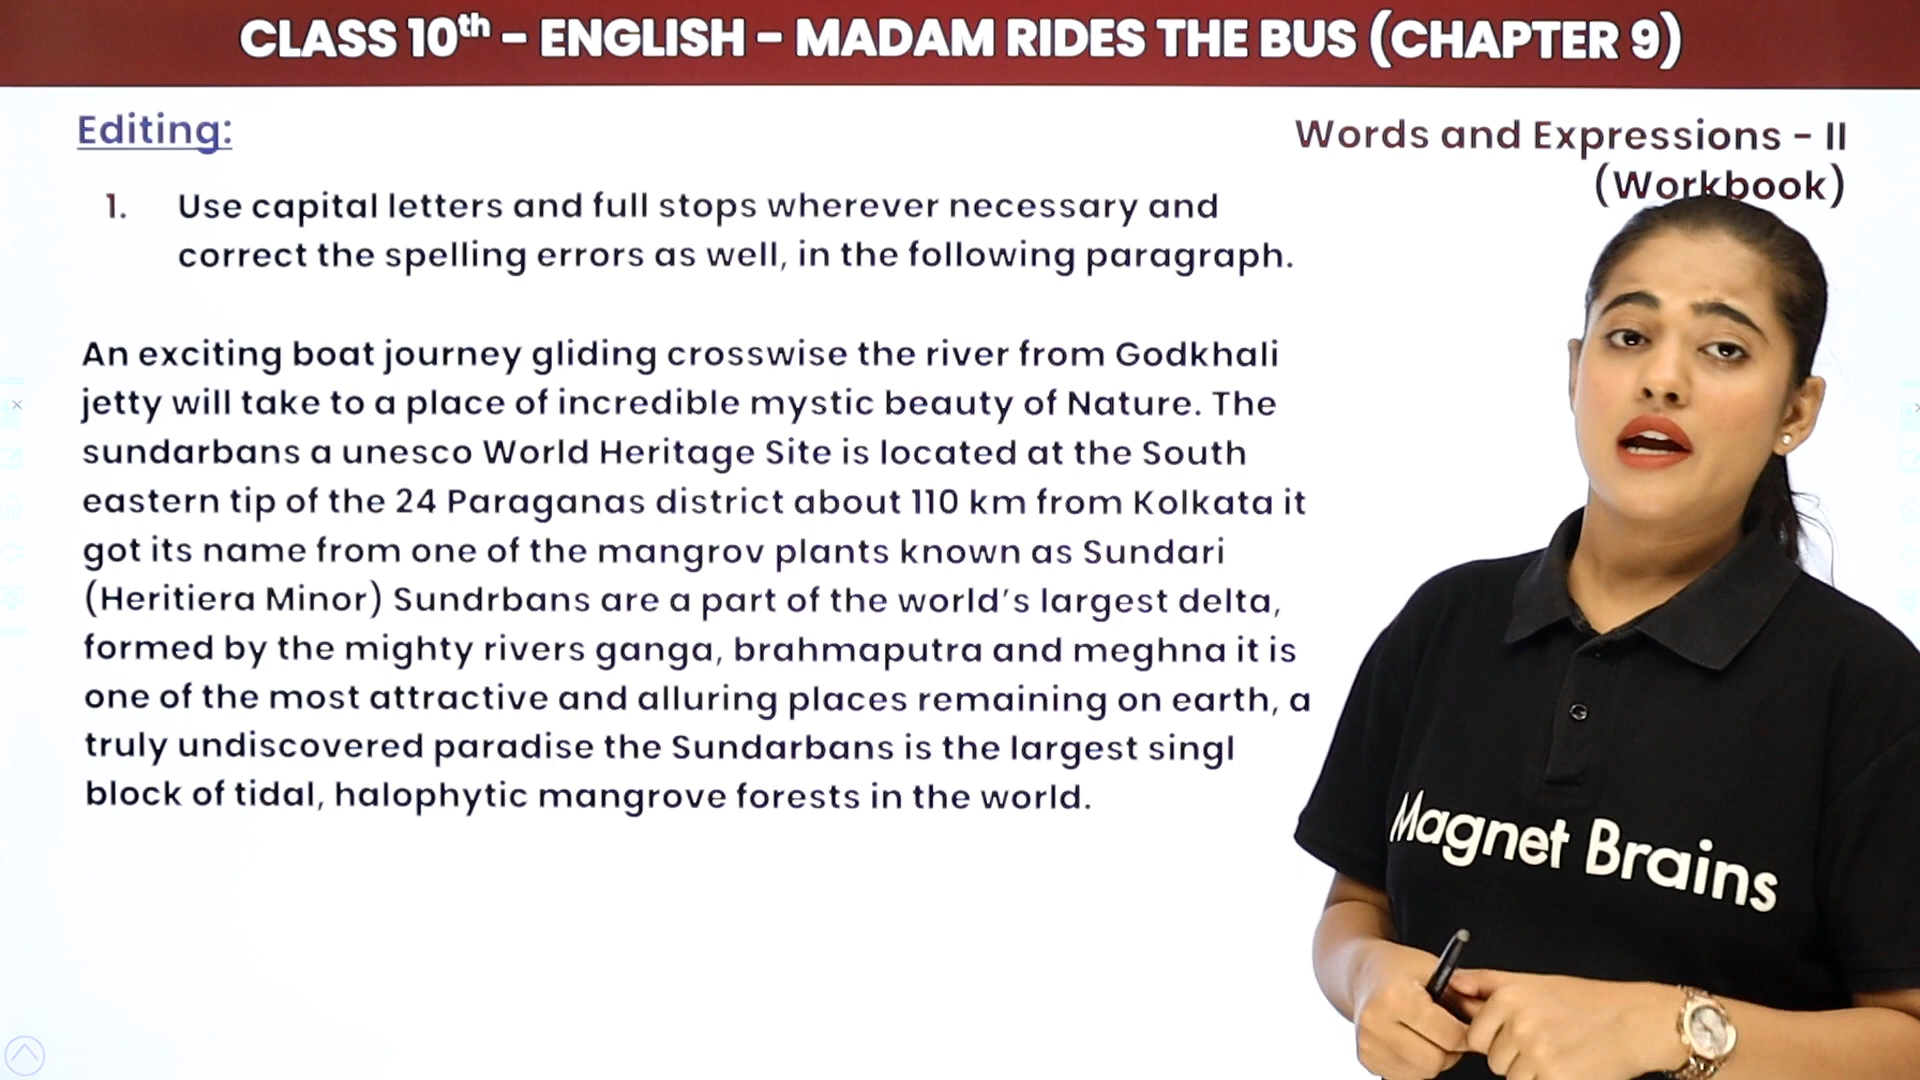 CLASS 10th - ENGLISH - MADAM RIDES THE BUS (CHAPTER 9)
Editing:
Words and Expressions - II
(Workbook)
1. Use capital letters and full stops wherever necessary and
correct the spelling errors as well, in the following paragraph.
An exciting boat journey gliding crosswise the river from Godkhali
jetty will take to a place of incredible mystic beauty of Nature. The
sundarbans a unesco World Heritage Site is located at the South
eastern tip of the 24 Paraganas district about 110 km from Kolkata it
got its name from one of the mangrov plants known as Sundari
(Heritiera Minor) Sundrbans are a part of the world's largest delta,
formed by the mighty rivers ganga, brahmaputra and meghna it is
one of the most attractive and alluring places remaining on earth, a
truly undiscovered paradise the Sundarbans is the largest singl
block of tidal, halophytic mangrove forests in the world.
Magnet Brains